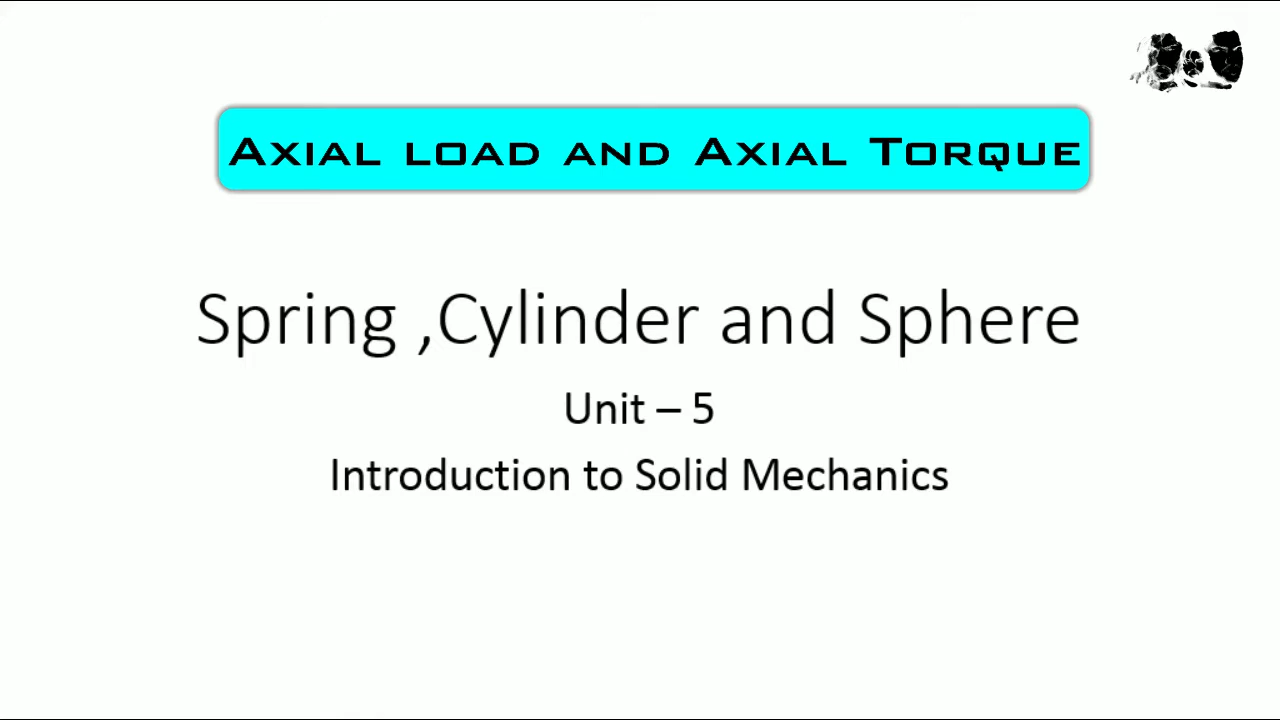 Axial load and Axial Torque
Spring ,Cylinder and Sphere
Unit – 5
Introduction to Solid Mechanics